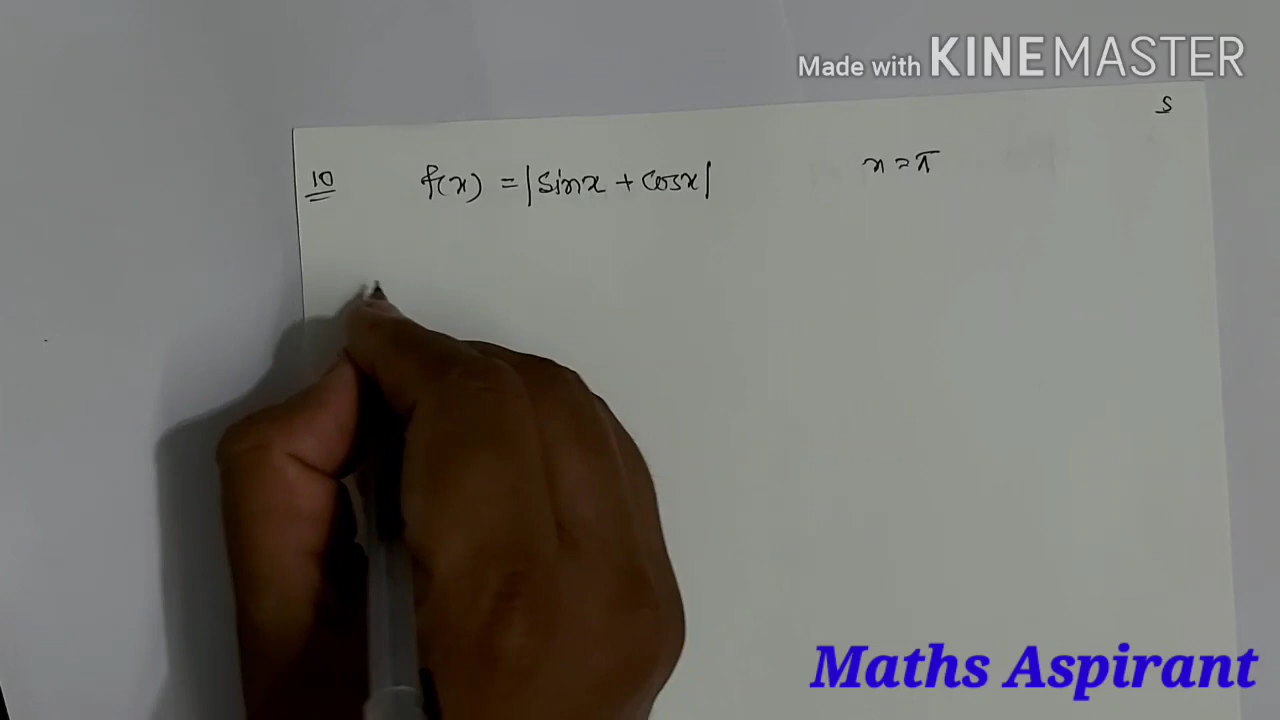 Made with KINEMASTER
S
10 f(x) = |sinx + cosx| x = π
Maths Aspirant